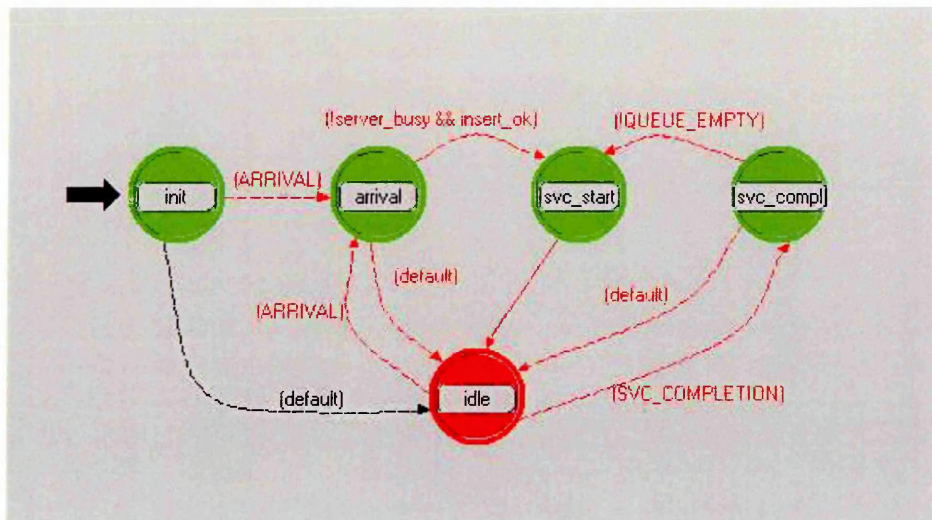 (!server_busy && insert_ok)
(!QUEUE_EMPTY)
(ARRIVAL)
init
arrival
svc_start
svc_compl
(default)
(default)
(ARRIVAL)
(default)
idle
(SVC_COMPLETION)